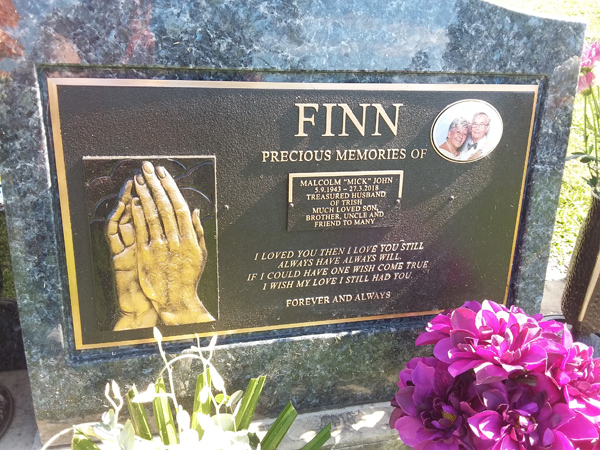 FINN
PRECIOUS MEMORIES OF
MALCOLM "MICK" JOHN
5.9.1943 – 27.3.2018
TREASURED HUSBAND
OF TRISH
MUCH LOVED SON,
BROTHER, UNCLE AND
FRIEND TO MANY
I LOVED YOU THEN I LOVE YOU STILL
ALWAYS HAVE ALWAYS WILL.
IF I COULD HAVE ONE WISH COME TRUE
I WISH MY LOVE I STILL HAD YOU.
FOREVER AND ALWAYS